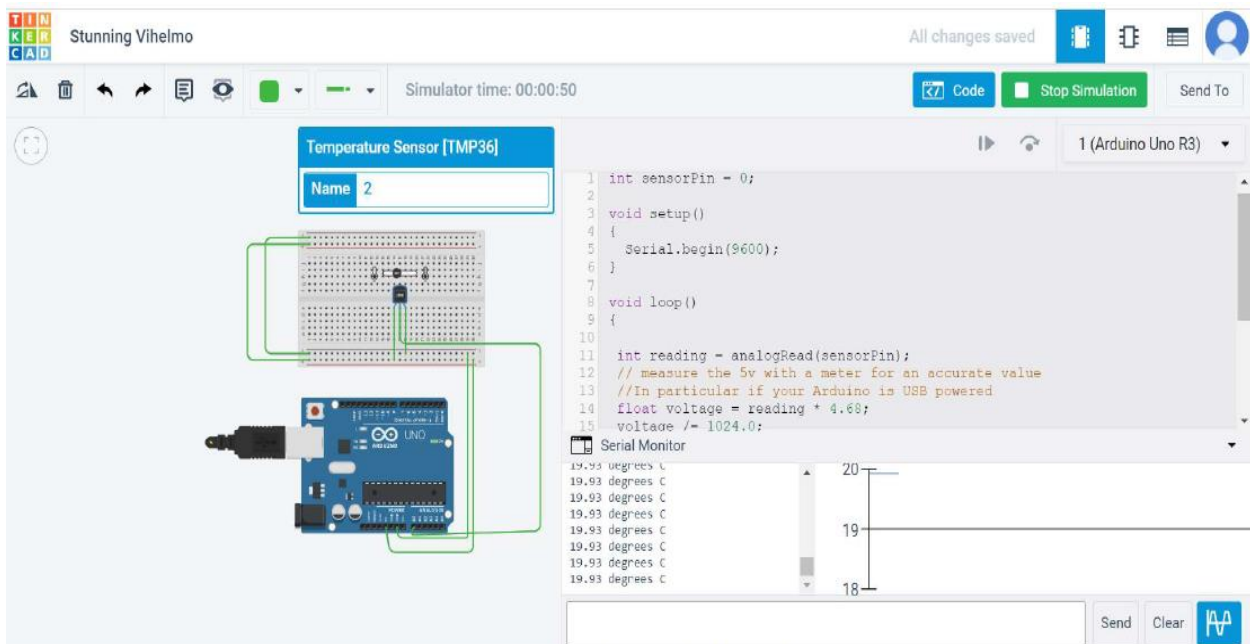 TIN
KER
CAD
Stunning Vihelmo
All changes saved
Simulator time: 00:00:50
Code
Stop Simulation
Send To
Temperature Sensor [TMP36]
Name 2
1 (Arduino Uno R3)
1 int sensorPin = 0;
2
3 void setup()
4 {
5 Serial.begin(9600);
6 }
7
8 void loop()
9 {
10
11 int reading = analogRead(sensorPin);
12 // measure the 5v with a meter for an accurate value
13 //In particular if your Arduino is USB powered
14 float voltage = reading * 4.68;
15 voltage /= 1024.0;
UNO
ARDUINO
Serial Monitor
19.93 degrees C
19.93 degrees C
19.93 degrees C
19.93 degrees C
19.93 degrees C
19.93 degrees C
19.93 degrees C
19.93 degrees C
20
19
18
Send
Clear